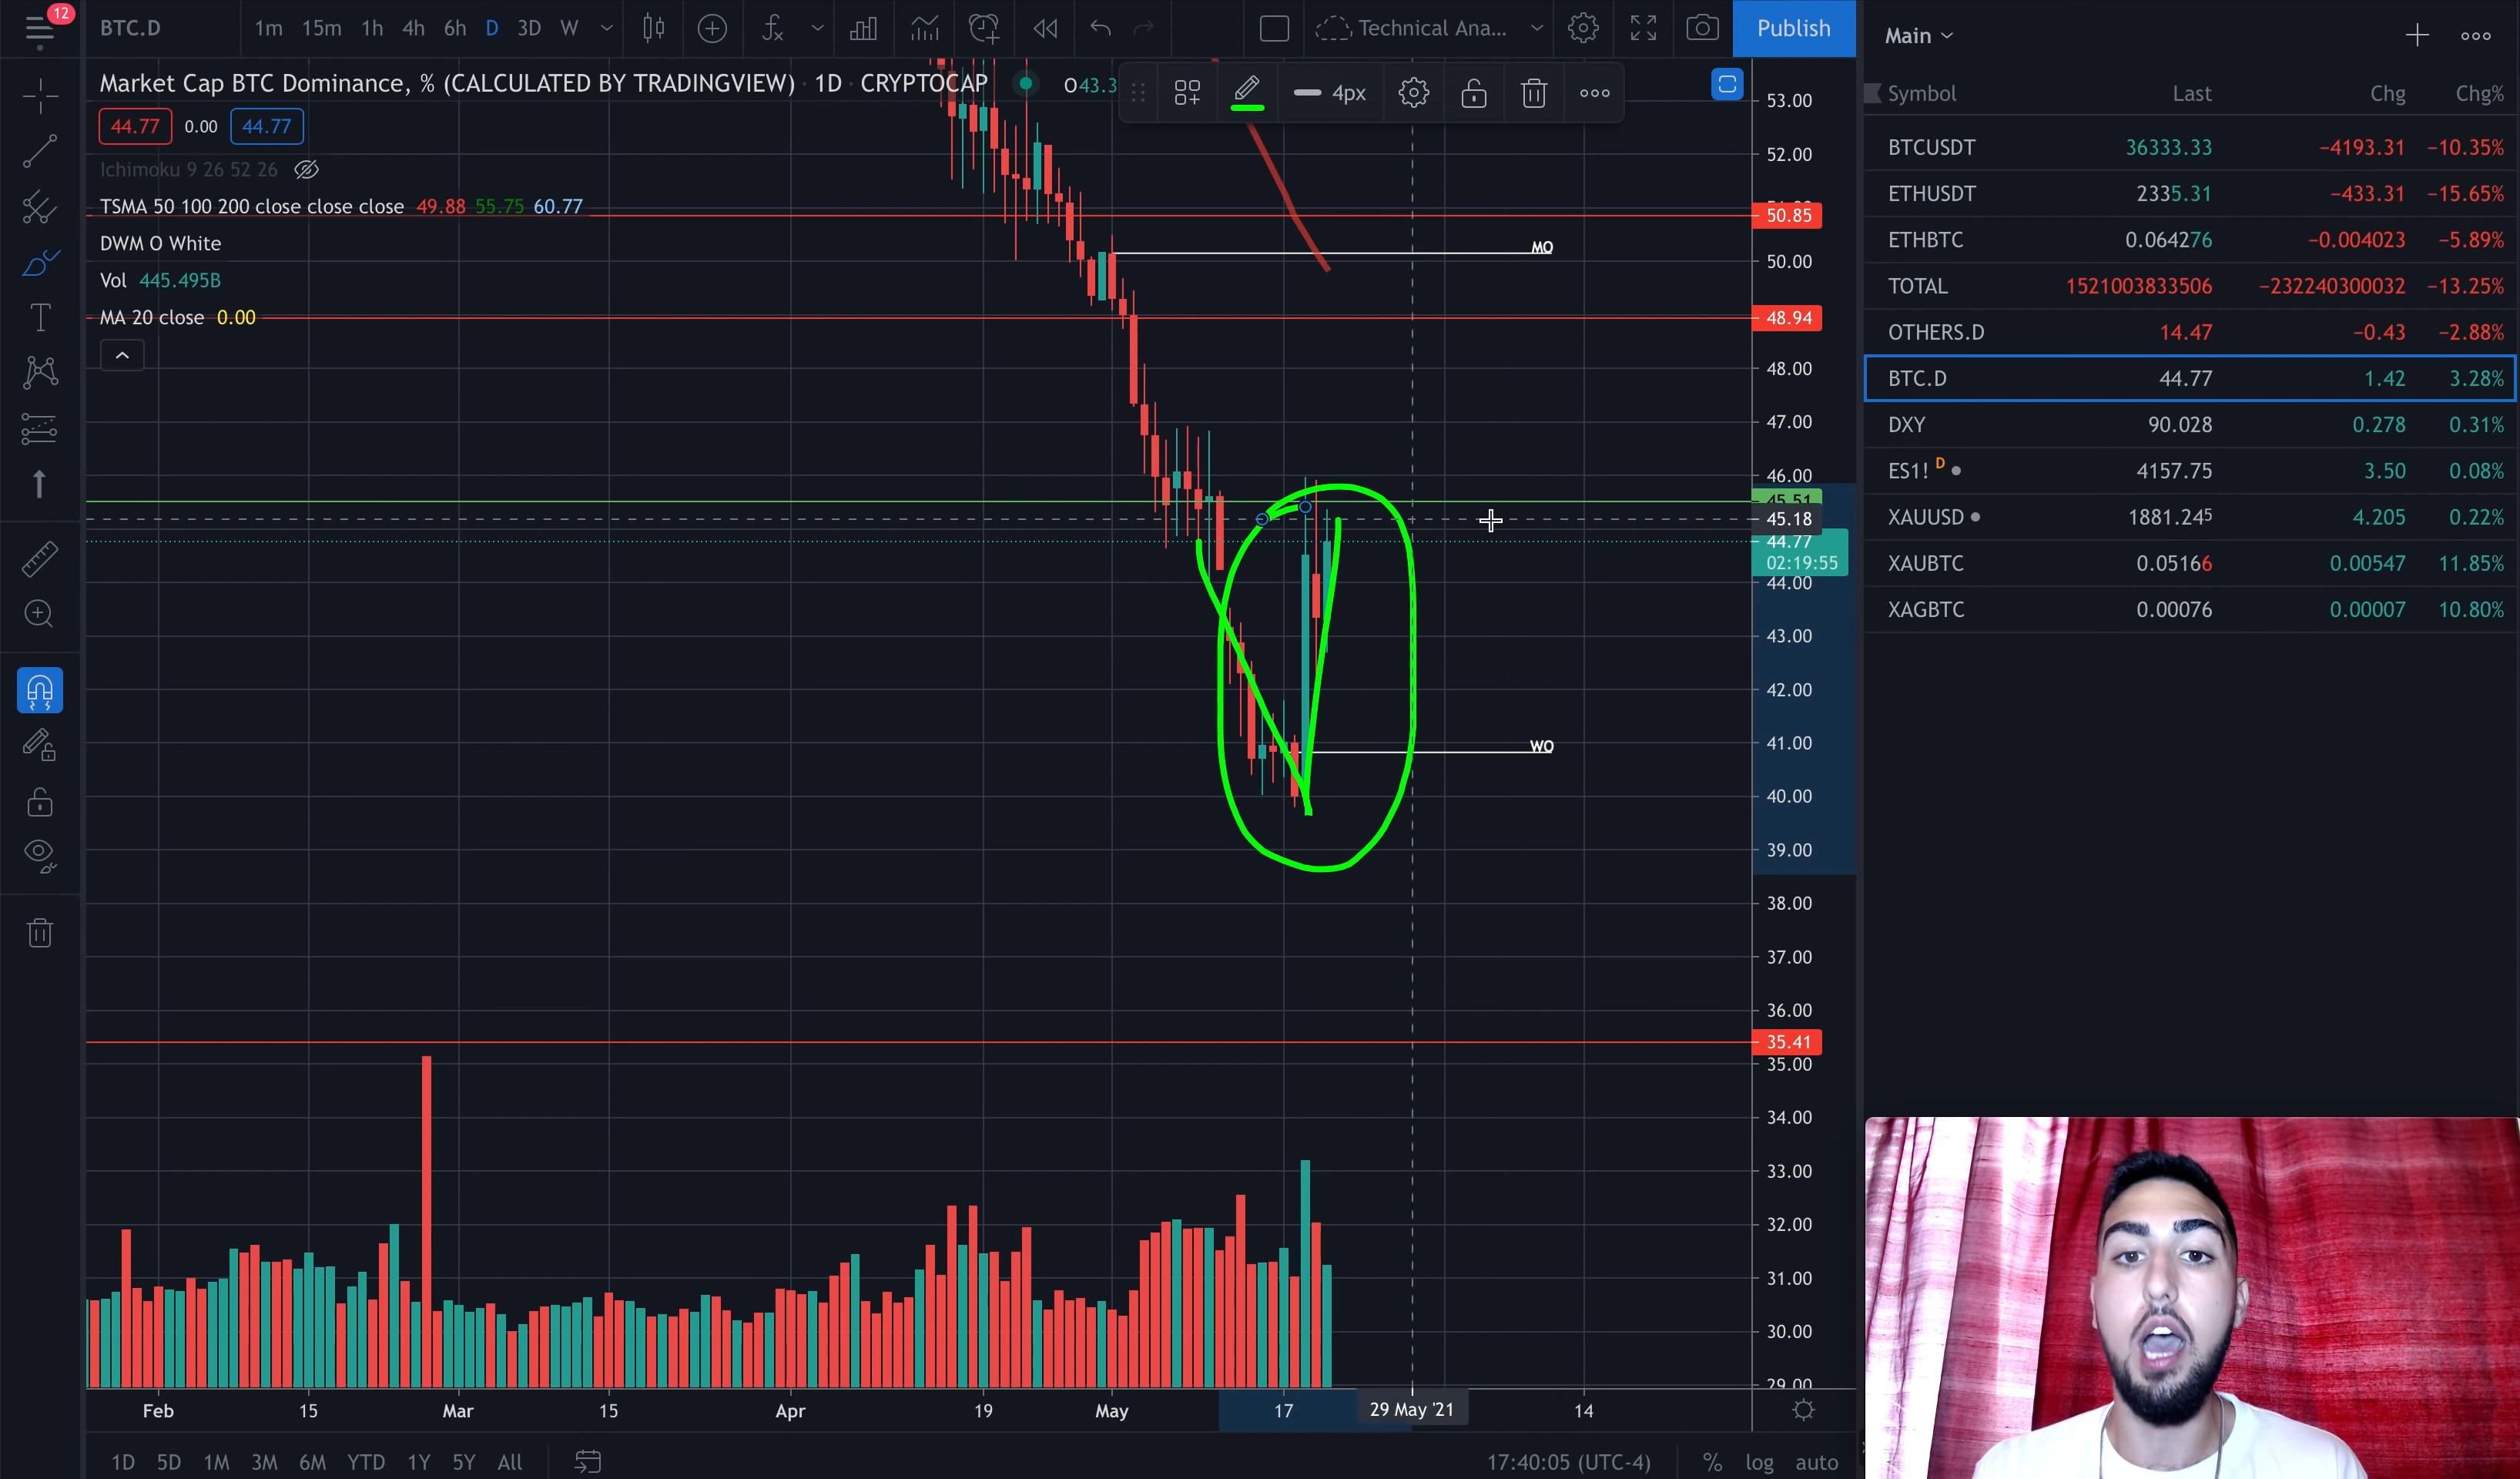 12
BTC.D 1m 15m 1h 4h 6h D 3D W Technical Ana... Publish
Main
Market Cap BTC Dominance, % (CALCULATED BY TRADINGVIEW) · 1D · CRYPTOCAP O43.3
4px
44.77 0.00 44.77
Ichimoku 9 26 52 26
TSMA 50 100 200 close close close 49.88 55.75 60.77
DWM O White
Vol 445.495B
MA 20 close 0.00
MO
WO
53.00
52.00
50.85
50.00
48.94
48.00
47.00
46.00
45.51
45.18
44.77
02:19:55
44.00
43.00
42.00
41.00
40.00
39.00
38.00
37.00
36.00
35.41
35.00
34.00
33.00
32.00
31.00
30.00
29.00
Feb 15 Mar 15 Apr 19 May 17 29 May '21 14
1D 5D 1M 3M 6M YTD 1Y 5Y All 17:40:05 (UTC-4) % log auto
Symbol Last Chg Chg%
BTCUSDT 36333.33 −4193.31 −10.35%
ETHUSDT 2335.31 −433.31 −15.65%
ETHBTC 0.064276 −0.004023 −5.89%
TOTAL 1521003833506 −232240300032 −13.25%
OTHERS.D 14.47 −0.43 −2.88%
BTC.D 44.77 1.42 3.28%
DXY 90.028 0.278 0.31%
ES1! D 4157.75 3.50 0.08%
XAUUSD 1881.245 4.205 0.22%
XAUBTC 0.05166 0.00547 11.85%
XAGBTC 0.00076 0.00007 10.80%